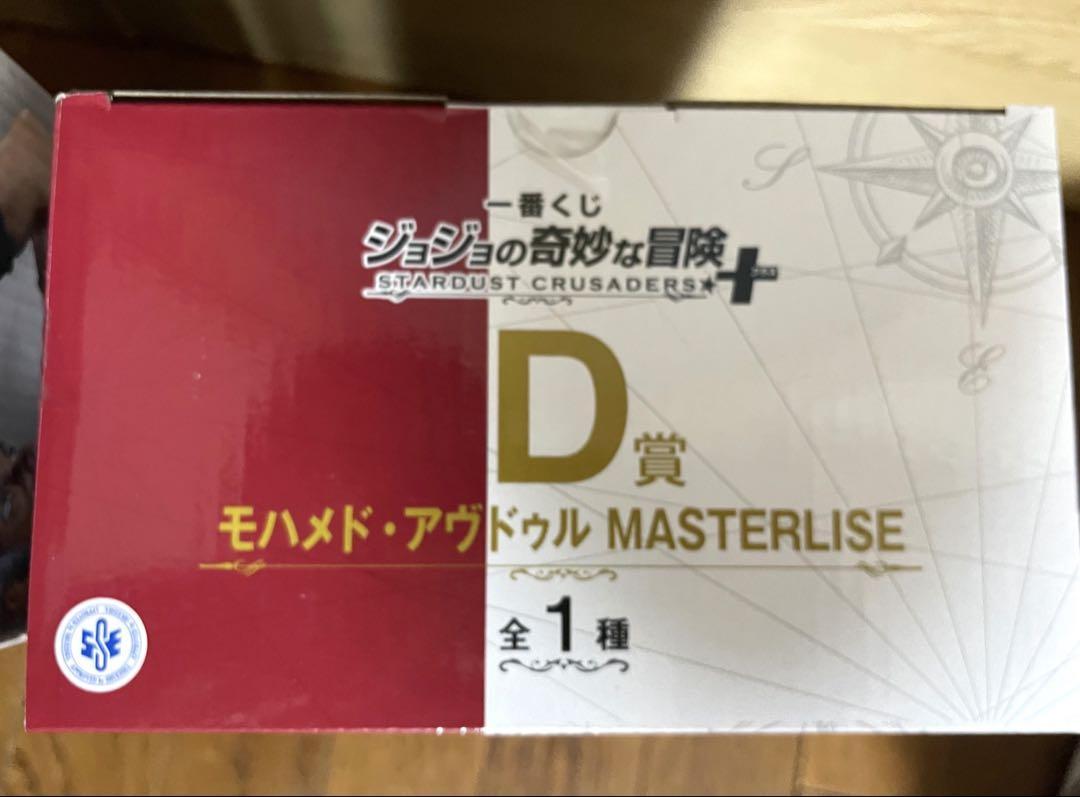 一番くじ
ジョジョの奇妙な冒険
STARDUST CRUSADERS★+
D賞
モハメド・アヴドゥル MASTERLISE
全1種
S
E